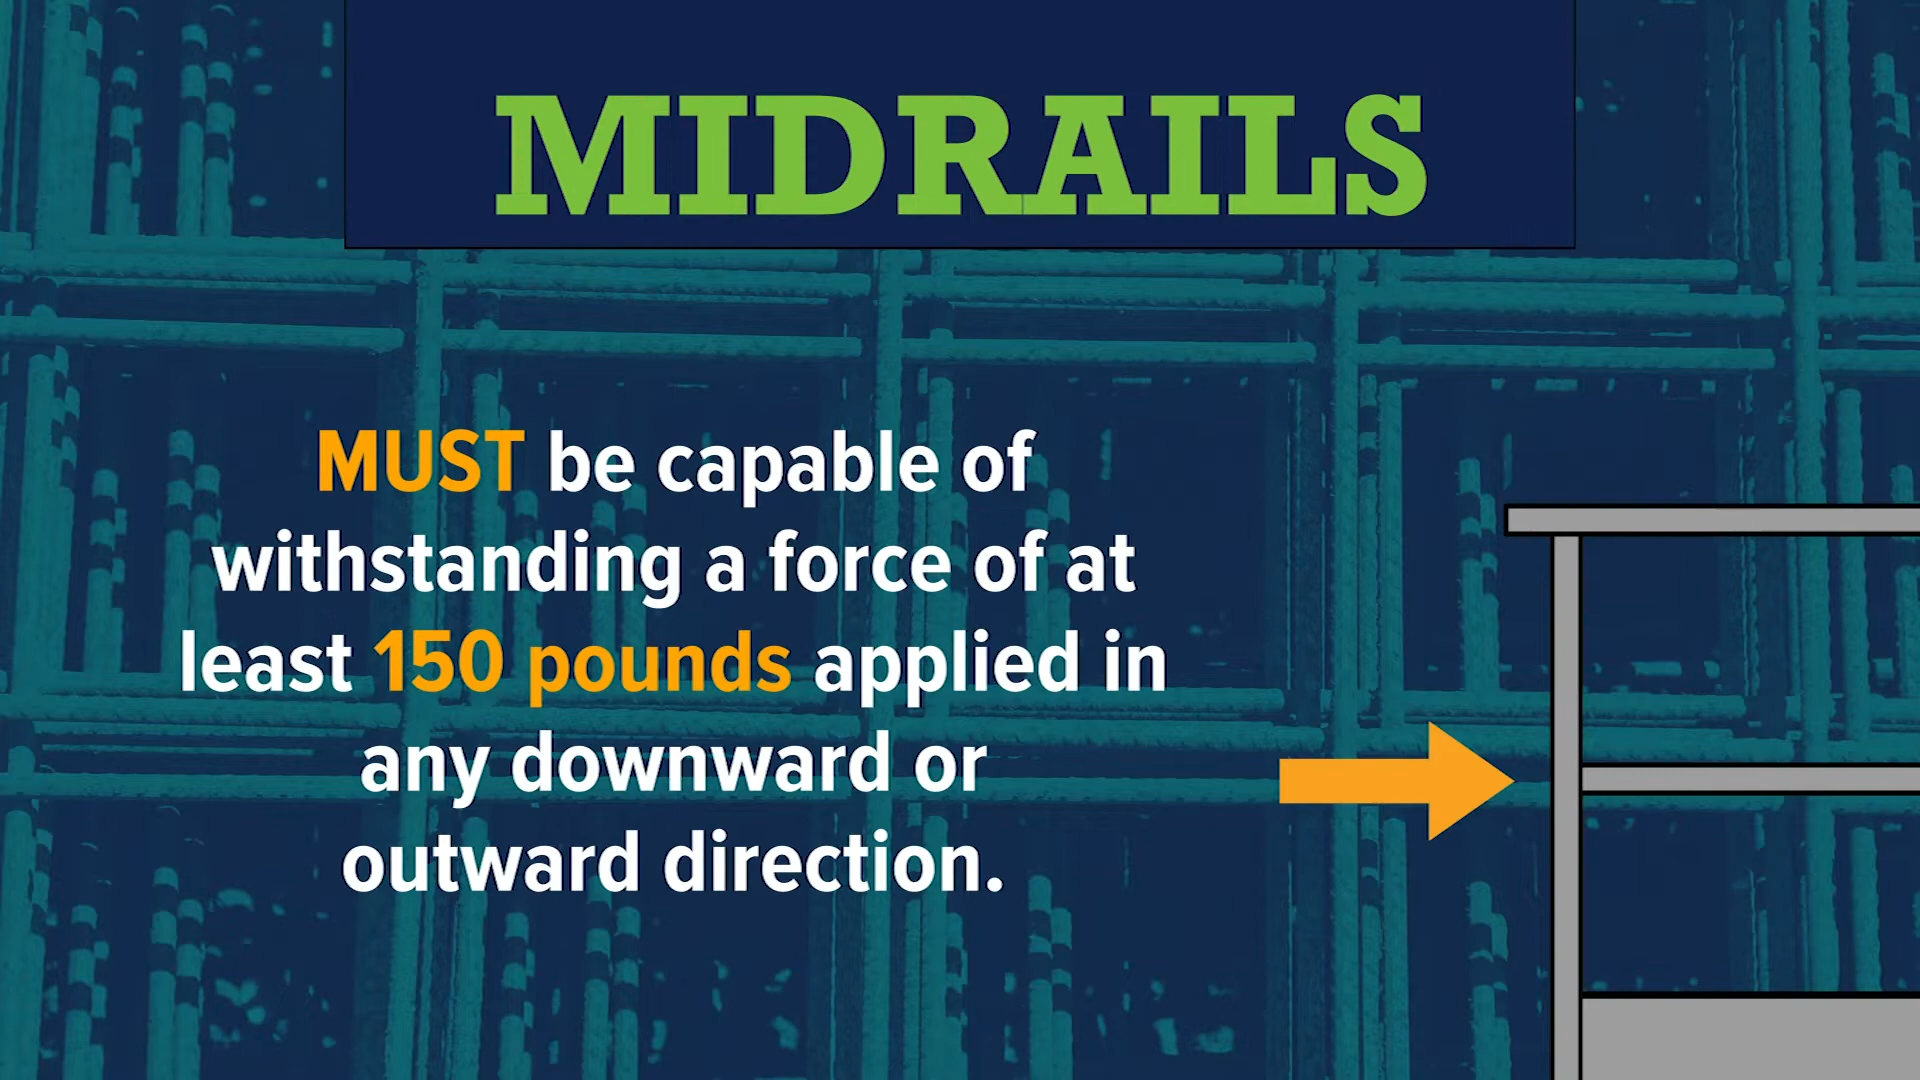 MIDRAILS
MUST be capable of
withstanding a force of at
least 150 pounds applied in
any downward or
outward direction.